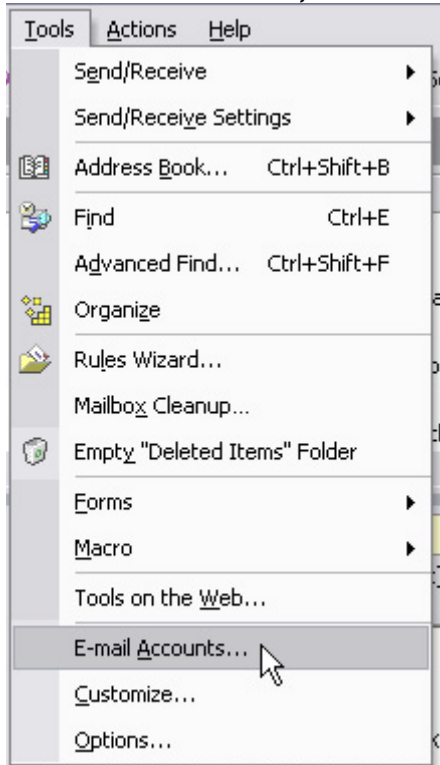 Tools Actions Help
Send/Receive
Send/Receive Settings
Address Book... Ctrl+Shift+B
Find Ctrl+E
Advanced Find... Ctrl+Shift+F
Organize
Rules Wizard...
Mailbox Cleanup...
Empty "Deleted Items" Folder
Forms
Macro
Tools on the Web...
E-mail Accounts...
Customize...
Options...